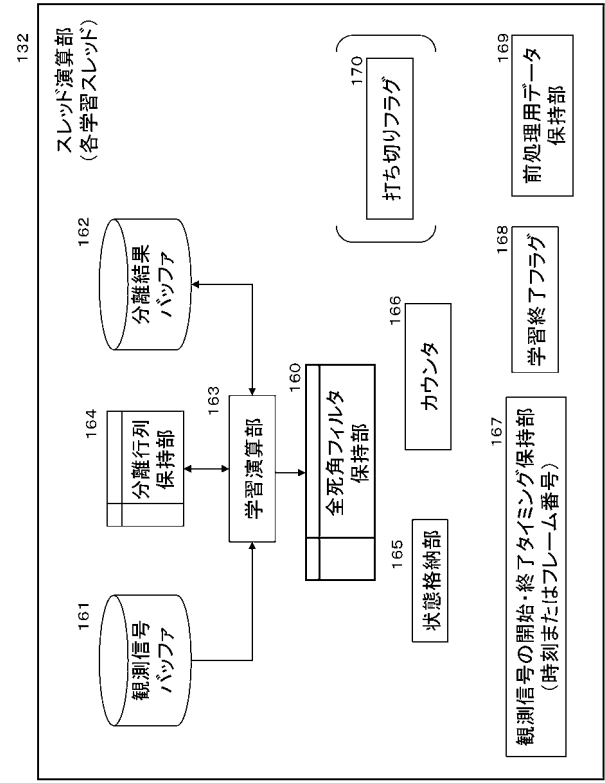 132
スレッド演算部
（各学習スレッド）
161
観測信号
バッファ
164
分離行列
保持部
162
分離結果
バッファ
163
学習演算部
160
全死角フィルタ
保持部
165
状態格納部
166
カウンタ
170
打ち切りフラグ
167
観測信号の開始・終了タイミング保持部
（時刻またはフレーム番号）
168
学習終了フラグ
169
前処理用データ
保持部